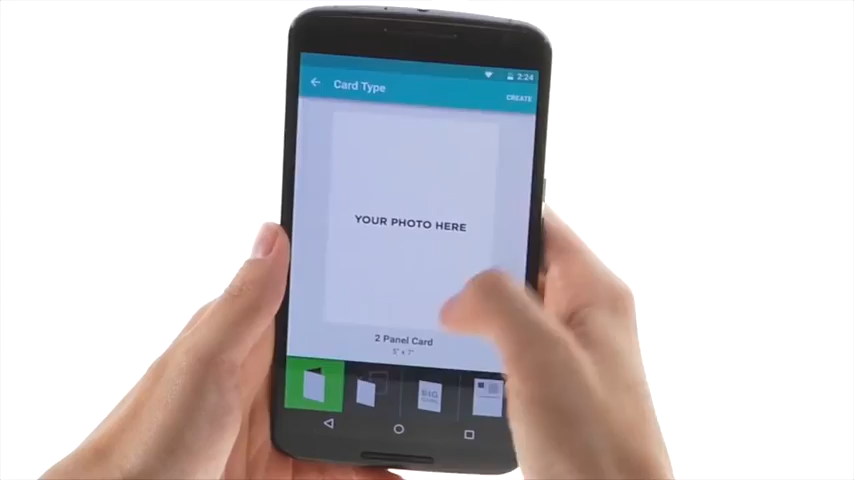 2:24
Card Type
CREATE
YOUR PHOTO HERE
2 Panel Card
5" x 7"
BIG